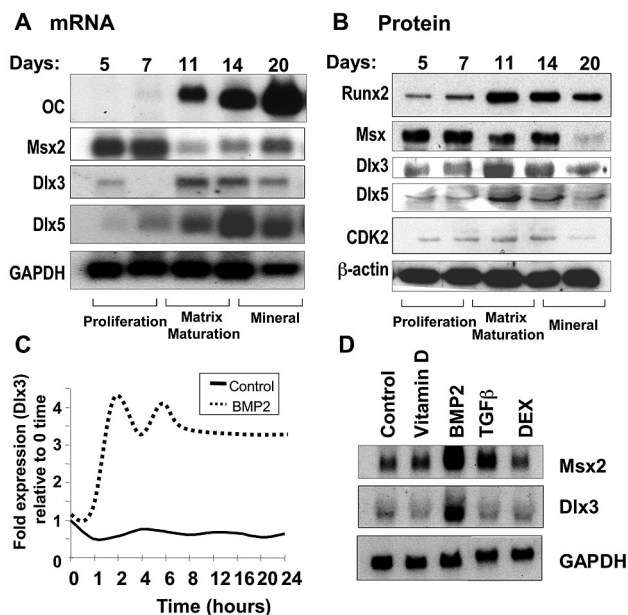 A mRNA
Days: 5 7 11 14 20
OC
Msx2
Dlx3
Dlx5
GAPDH
Proliferation Matrix Maturation Mineral
B Protein
Days: 5 7 11 14 20
Runx2
Msx
Dlx3
Dlx5
CDK2
β-actin
Proliferation Matrix Maturation Mineral
C
Control
BMP2
Fold expression (Dlx3)
relative to 0 time
5
4
3
2
1
0
0 1 2 4 8 12 16 20 24
Time (hours)
D
Control Vitamin D BMP2 TGFβ DEX
Msx2
Dlx3
GAPDH